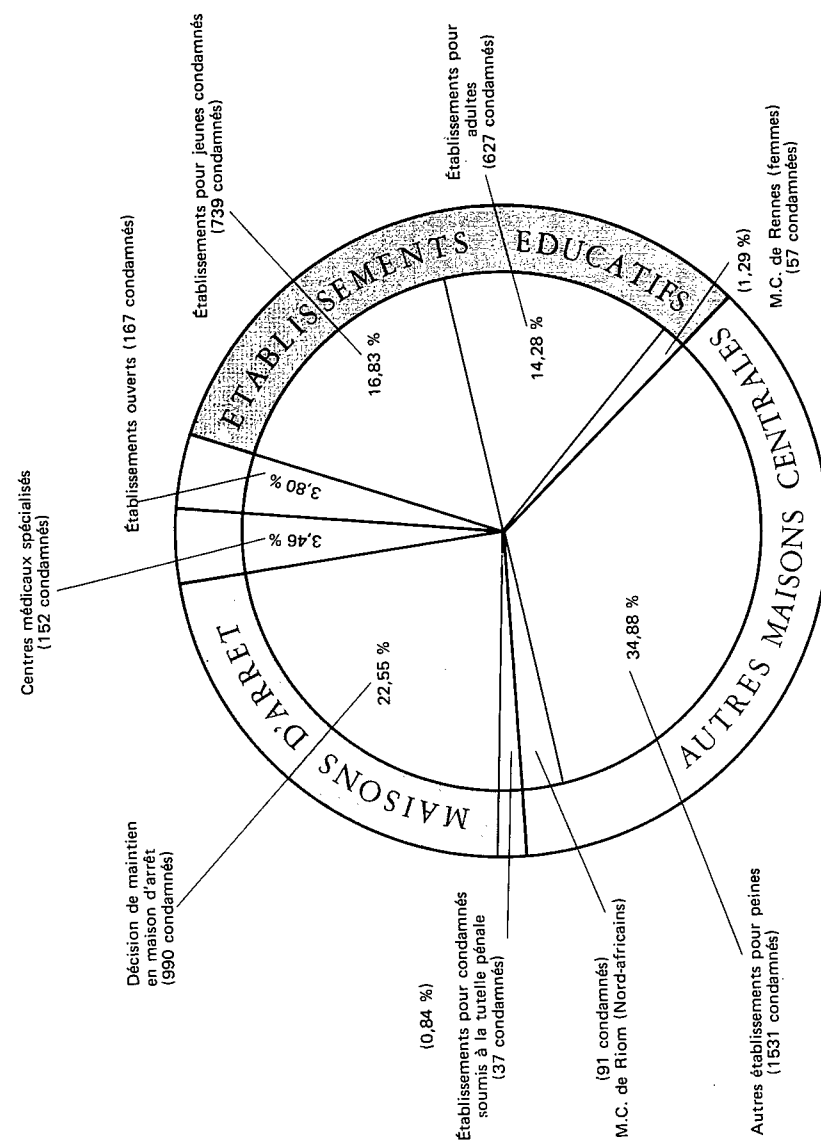 Centres médicaux spécialisés
(152 condamnés)
Établissements ouverts (167 condamnés)
Établissements pour jeunes condamnés
(739 condamnés)
Établissements pour
adultes
(627 condamnés)
(1,29 %)
M.C. de Rennes (femmes)
(57 condamnées)
Décision de maintien
en maison d'arrêt
(990 condamnés)
(0,84 %)
Établissements pour condamnés
soumis à la tutelle pénale
(37 condamnés)
(91 condamnés)
M.C. de Riom (Nord-africains)
Autres établissements pour peines
(1531 condamnés)
ETABLISSEMENTS EDUCATIFS
AUTRES MAISONS CENTRALES
MAISONS D'ARRET
3,46 %
3,80 %
16,83 %
14,28 %
22,55 %
34,88 %